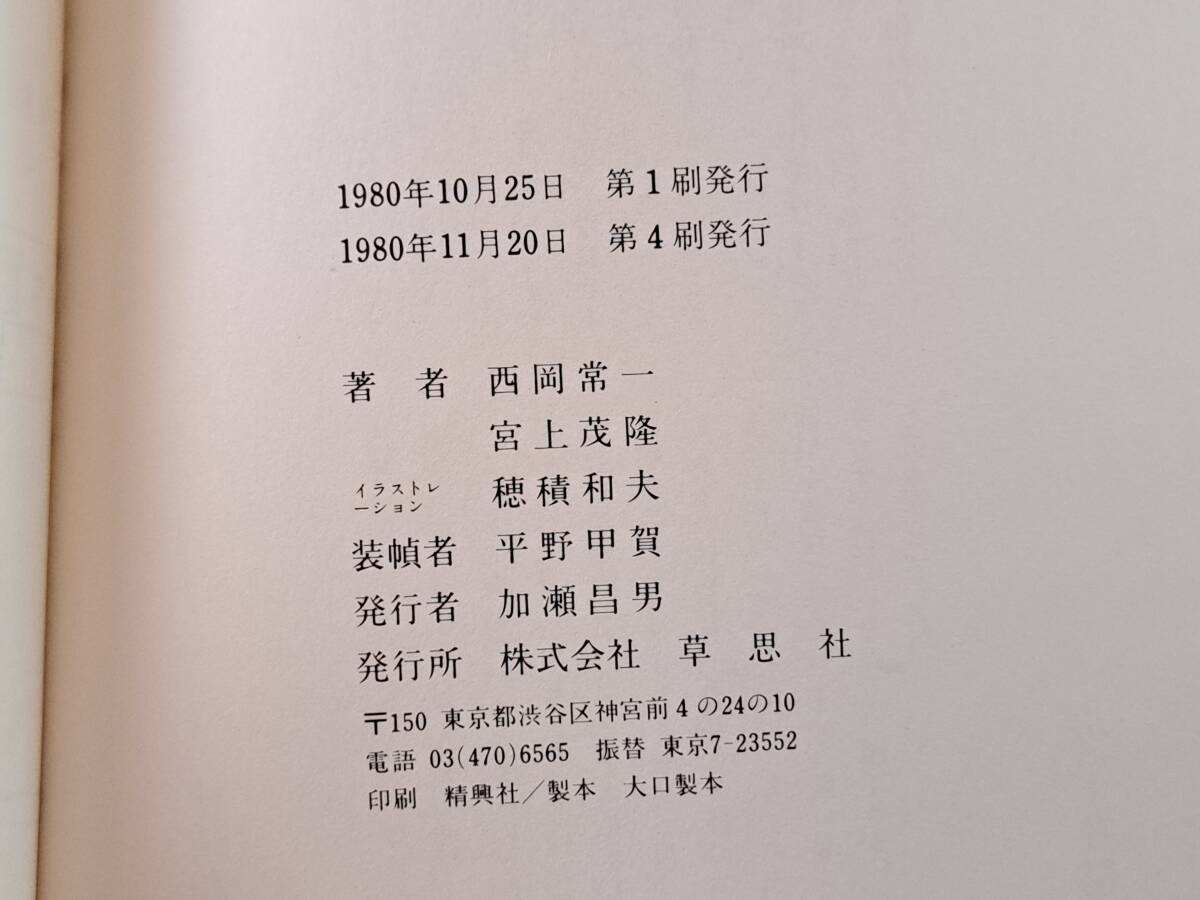 1980年10月25日　第1刷発行
1980年11月20日　第4刷発行
著　者　西岡常一
宮上茂隆
イラストレーション　穂積和夫
装幀者　平野甲賀
発行者　加瀬昌男
発行所　株式会社　草思社
〒150 東京都渋谷区神宮前4の24の10
電語 03(470)6565　振替 東京7-23552
印刷　精興社／製本　大口製本